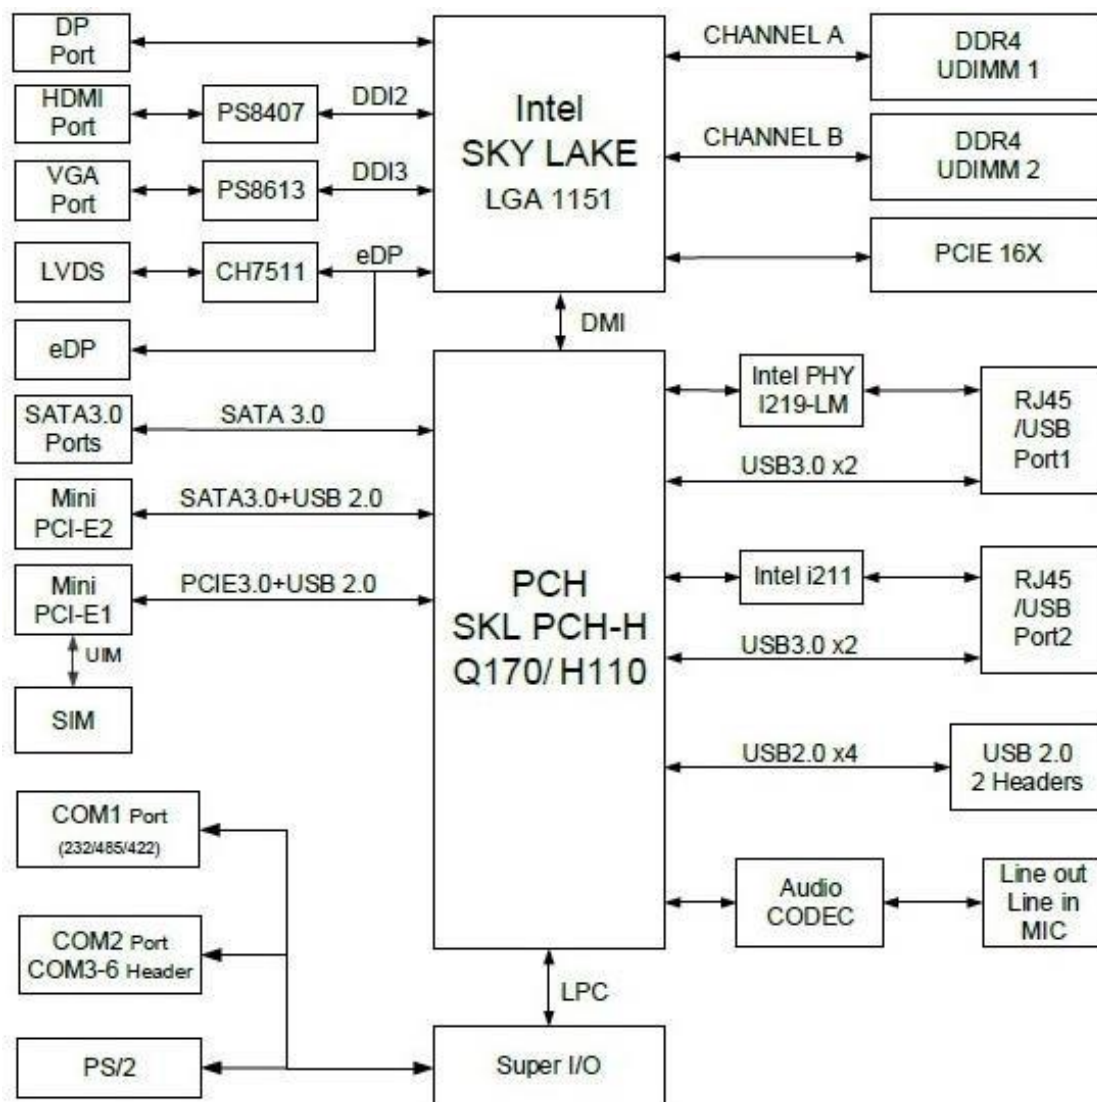 DP
Port
HDMI
Port
PS8407
DDI2
VGA
Port
PS8613
DDI3
LVDS
CH7511
eDP
eDP
Intel
SKY LAKE
LGA 1151
CHANNEL A
DDR4
UDIMM 1
CHANNEL B
DDR4
UDIMM 2
PCIE 16X
DMI
SATA3.0
Ports
SATA 3.0
Mini
PCI-E2
SATA3.0+USB 2.0
Mini
PCI-E1
PCIE3.0+USB 2.0
UIM
SIM
PCH
SKL PCH-H
Q170/ H110
Intel PHY
I219-LM
RJ45
/USB
Port1
USB3.0 x2
Intel i211
RJ45
/USB
Port2
USB3.0 x2
USB2.0 x4
USB 2.0
2 Headers
Audio
CODEC
Line out
Line in
MIC
COM1 Port
(232/485/422)
COM2 Port
COM3-6 Header
PS/2
LPC
Super I/O